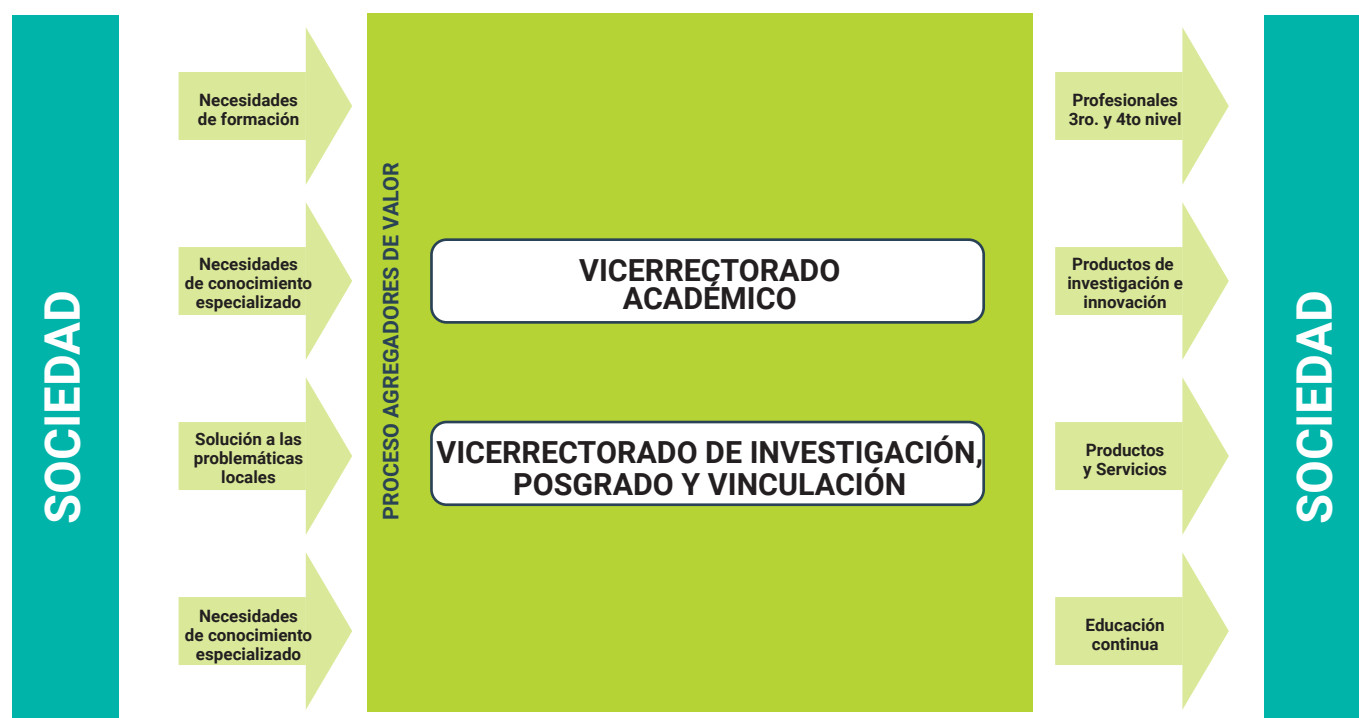 SOCIEDAD
Necesidades
de formación
Necesidades
de conocimiento
especializado
Solución a las
problemáticas
locales
Necesidades
de conocimiento
especializado
PROCESO AGREGADORES DE VALOR
VICERRECTORADO
ACADÉMICO
VICERRECTORADO DE INVESTIGACIÓN,
POSGRADO Y VINCULACIÓN
Profesionales
3ro. y 4to nivel
Productos de
investigación e
innovación
Productos
y Servicios
Educación
continua
SOCIEDAD